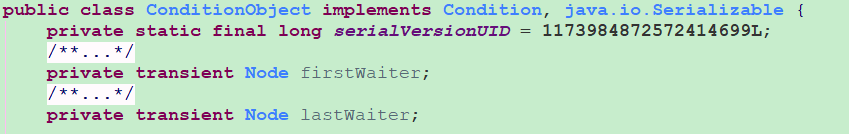 public class ConditionObject implements Condition, java.io.Serializable {
    private static final long serialVersionUID = 1173984872572414699L;
    /**...*/
    private transient Node firstWaiter;
    /**...*/
    private transient Node lastWaiter;